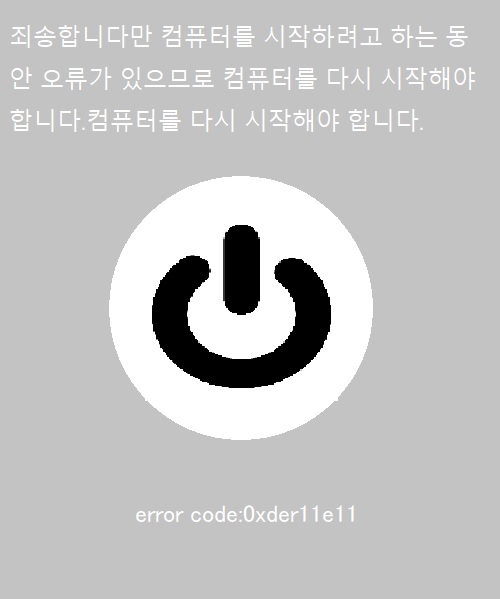 죄송합니다만 컴퓨터를 시작하려고 하는 동
안 오류가 있으므로 컴퓨터를 다시 시작해야
합니다.컴퓨터를 다시 시작해야 합니다.
error code:0xder11e11